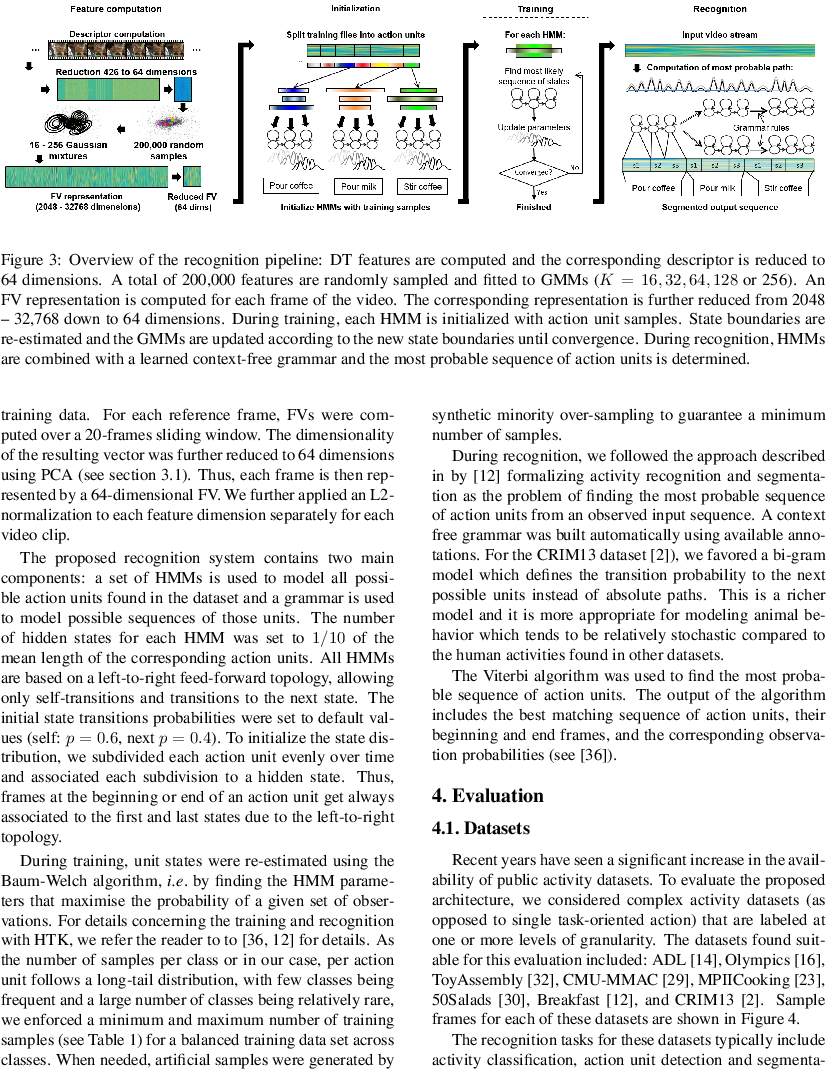 Feature computation
Descriptor computation
... ...
Reduction 426 to 64 dimensions
16 - 256 Gaussian
mixtures
200,000 random
samples
FV representation
(2048 - 32768 dimensions)
Reduced FV
(64 dims)
Initialization
Split training files into action units
...
Pour coffee
Pour milk
Stir coffee
Initialize HMMs with training samples
Training
For each HMM:
Find most likely
sequence of states
Update parameters
Converged?
No
Yes
Finished
Recognition
Input video stream
Computation of most probable path:
Grammar rules
s1 s2 s3 s1 s2 s3 s1 s2 s3
Pour coffee Pour milk Stir coffee
Segmented output sequence
Figure 3: Overview of the recognition pipeline: DT features are computed and the corresponding descriptor is reduced to
64 dimensions. A total of 200,000 features are randomly sampled and fitted to GMMs (K = 16, 32, 64, 128 or 256). An
FV representation is computed for each frame of the video. The corresponding representation is further reduced from 2048
– 32,768 down to 64 dimensions. During training, each HMM is initialized with action unit samples. State boundaries are
re-estimated and the GMMs are updated according to the new state boundaries until convergence. During recognition, HMMs
are combined with a learned context-free grammar and the most probable sequence of action units is determined.
training data. For each reference frame, FVs were com-
puted over a 20-frames sliding window. The dimensionality
of the resulting vector was further reduced to 64 dimensions
using PCA (see section 3.1). Thus, each frame is then rep-
resented by a 64-dimensional FV. We further applied an L2-
normalization to each feature dimension separately for each
video clip.
The proposed recognition system contains two main
components: a set of HMMs is used to model all possi-
ble action units found in the dataset and a grammar is used
to model possible sequences of those units. The number
of hidden states for each HMM was set to 1/10 of the
mean length of the corresponding action units. All HMMs
are based on a left-to-right feed-forward topology, allowing
only self-transitions and transitions to the next state. The
initial state transitions probabilities were set to default val-
ues (self: p = 0.6, next p = 0.4). To initialize the state dis-
tribution, we subdivided each action unit evenly over time
and associated each subdivision to a hidden state. Thus,
frames at the beginning or end of an action unit get always
associated to the first and last states due to the left-to-right
topology.
During training, unit states were re-estimated using the
Baum-Welch algorithm, i.e. by finding the HMM parame-
ters that maximise the probability of a given set of obser-
vations. For details concerning the training and recognition
with HTK, we refer the reader to to [36, 12] for details. As
the number of samples per class or in our case, per action
unit follows a long-tail distribution, with few classes being
frequent and a large number of classes being relatively rare,
we enforced a minimum and maximum number of training
samples (see Table 1) for a balanced training data set across
classes. When needed, artificial samples were generated by
synthetic minority over-sampling to guarantee a minimum
number of samples.
During recognition, we followed the approach described
in by [12] formalizing activity recognition and segmenta-
tion as the problem of finding the most probable sequence
of action units from an observed input sequence. A context
free grammar was built automatically using available anno-
tations. For the CRIM13 dataset [2]), we favored a bi-gram
model which defines the transition probability to the next
possible units instead of absolute paths. This is a richer
model and it is more appropriate for modeling animal be-
havior which tends to be relatively stochastic compared to
the human activities found in other datasets.
The Viterbi algorithm was used to find the most proba-
ble sequence of action units. The output of the algorithm
includes the best matching sequence of action units, their
beginning and end frames, and the corresponding observa-
tion probabilities (see [36]).
4. Evaluation
4.1. Datasets
Recent years have seen a significant increase in the avail-
ability of public activity datasets. To evaluate the proposed
architecture, we considered complex activity datasets (as
opposed to single task-oriented action) that are labeled at
one or more levels of granularity. The datasets found suit-
able for this evaluation included: ADL [14], Olympics [16],
ToyAssembly [32], CMU-MMAC [29], MPIICooking [23],
50Salads [30], Breakfast [12], and CRIM13 [2]. Sample
frames for each of these datasets are shown in Figure 4.
The recognition tasks for these datasets typically include
activity classification, action unit detection and segmenta-